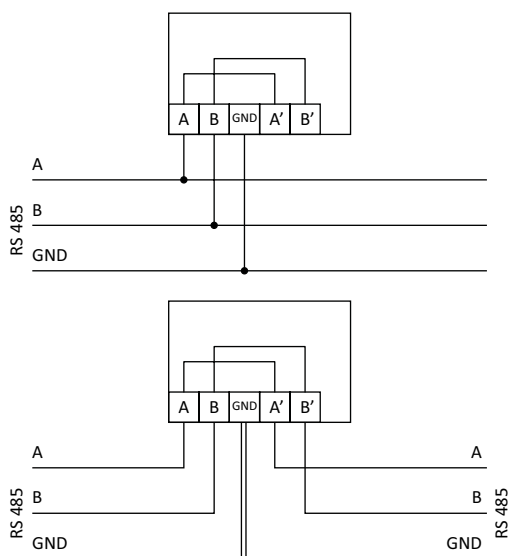 A B GND A’ B’
A
B
RS 485
GND
A B GND A’ B’
A A
B B
RS 485 RS 485
GND GND